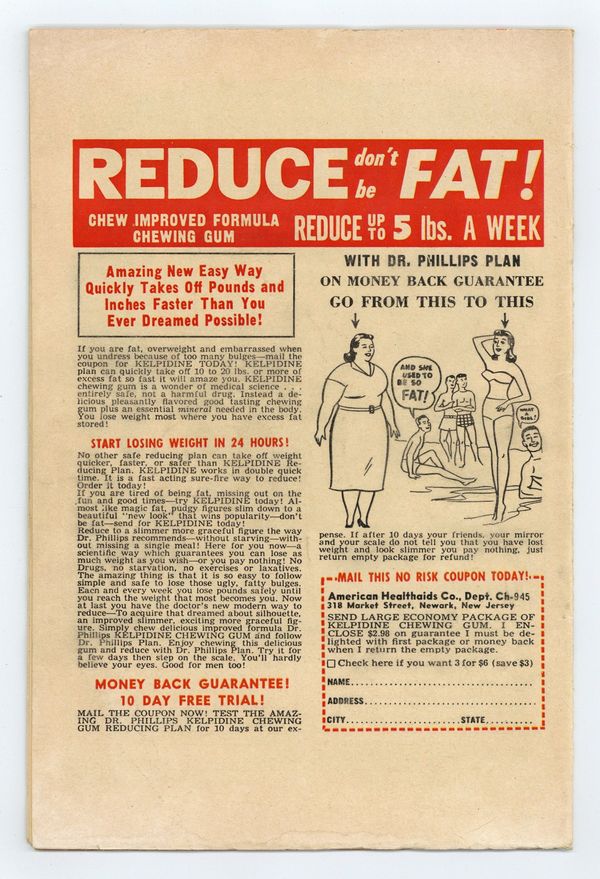 REDUCE don't be FAT!
CHEW IMPROVED FORMULA
CHEWING GUM
REDUCE UP TO 5 lbs. A WEEK
Amazing New Easy Way
Quickly Takes Off Pounds and
Inches Faster Than You
Ever Dreamed Possible!
If you are fat, overweight and embarrassed when
you undress because of too many bulges—mail the
coupon for KELPIDINE TODAY! KELPIDINE
plan can quickly take off 10 to 20 lbs. or more of
excess fat so fast it will amaze you. KELPIDINE
chewing gum is a wonder of medical science . . .
entirely safe, not a harmful drug. Instead a de-
licious pleasantly flavored good tasting chewing
gum plus an essential mineral needed in the body.
You lose weight most where you have excess fat
stored!
START LOSING WEIGHT IN 24 HOURS!
No other safe reducing plan can take off weight
quicker, faster, or safer than KELPIDINE Re-
ducing Plan. KELPIDINE works in double quick
time. It is a fast acting sure-fire way to reduce!
Order it today!
If you are tired of being fat, missing out on the
fun and good times—try KELPIDINE today! Al-
most like magic fat, pudgy figures slim down to a
beautiful "new look" that wins popularity—don't
be fat—send for KELPIDINE today!
Reduce to a slimmer more graceful figure the way
Dr. Phillips recommends—without starving—with-
out missing a single meal! Here for you now—a
scientific way which guarantees you can lose as
much weight as you wish—or you pay nothing! No
Drugs, no starvation, no exercises or laxatives.
The amazing thing is that it is so easy to follow
simple and safe to lose those ugly, fatty bulges.
Each and every week you lose pounds safely until
you reach the weight that most becomes you. Now
at last you have the doctor's new modern way to
reduce—To acquire that dreamed about silhouette,
an improved slimmer, exciting more graceful fig-
ure. Simply chew delicious improved formula Dr.
Phillips KELPIDINE CHEWING GUM and follow
Dr. Phillips Plan. Enjoy chewing this delicious
gum and reduce with Dr. Phillips Plan. Try it for
a few days then step on the scale. You'll hardly
believe your eyes. Good for men too!
MONEY BACK GUARANTEE!
10 DAY FREE TRIAL!
MAIL THE COUPON NOW! TEST THE AMAZ-
ING DR. PHILLIPS KELPIDINE CHEWING
GUM REDUCING PLAN for 10 days at our ex-
WITH DR. PHILLIPS PLAN
ON MONEY BACK GUARANTEE
GO FROM THIS TO THIS
AND SHE
USED TO
BE SO
FAT!
WHAT
A
GIRL!
pense. If after 10 days your friends, your mirror
and your scale do not tell you that you have lost
weight and look slimmer you pay nothing, just
return empty package for refund!
MAIL THIS NO RISK COUPON TODAY!
American Healthaids Co., Dept. Ch-945
318 Market Street, Newark, New Jersey
SEND LARGE ECONOMY PACKAGE OF
KELPIDINE CHEWING GUM. I EN-
CLOSE $2.98 on guarantee I must be de-
lighted with first package or money back
when I return the empty package.
Check here if you want 3 for $6 (save $3)
NAME
ADDRESS
CITY STATE